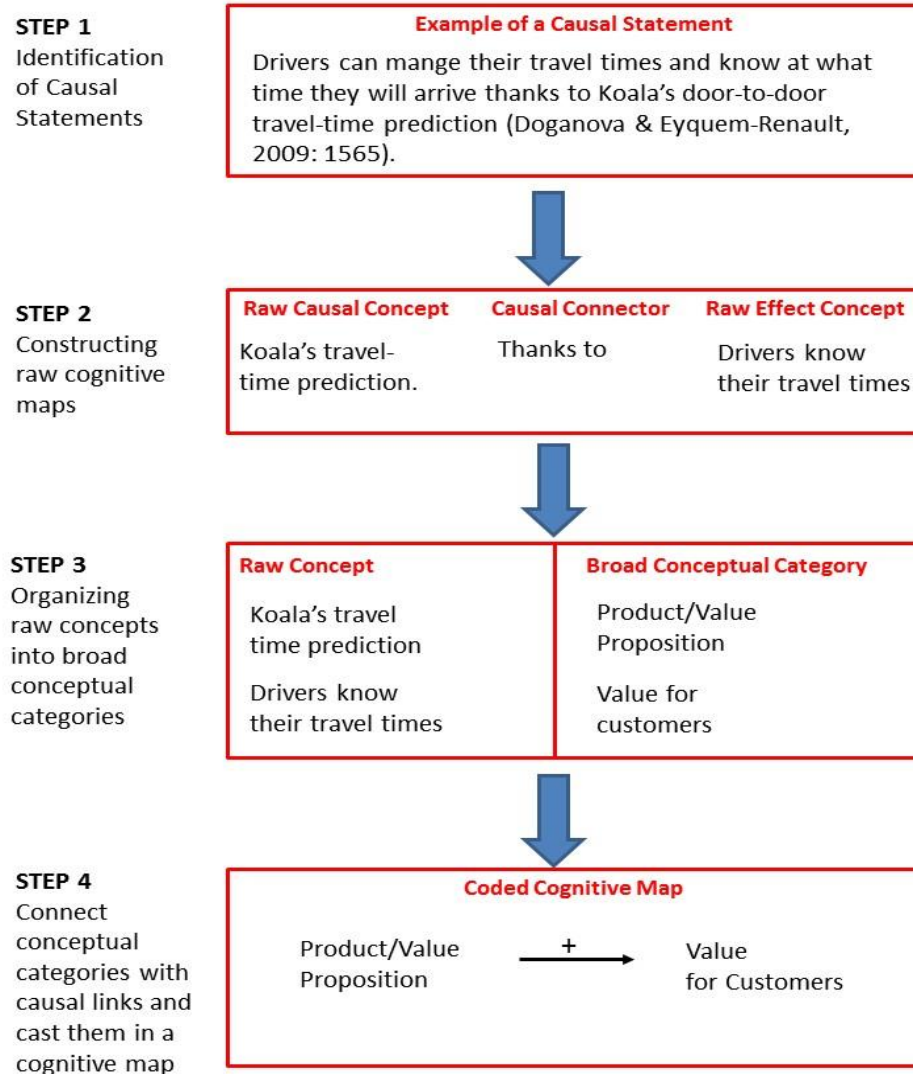 STEP 1
Identification
of Causal
Statements
Example of a Causal Statement
Drivers can mange their travel times and know at what
time they will arrive thanks to Koala’s door-to-door
travel-time prediction (Doganova & Eyquem-Renault,
2009: 1565).
STEP 2
Constructing
raw cognitive
maps
Raw Causal Concept
Koala’s travel-
time prediction.
Causal Connector
Thanks to
Raw Effect Concept
Drivers know
their travel times
STEP 3
Organizing
raw concepts
into broad
conceptual
categories
Raw Concept
Koala’s travel
time prediction
Drivers know
their travel times
Broad Conceptual Category
Product/Value
Proposition
Value for
customers
STEP 4
Connect
conceptual
categories with
causal links and
cast them in a
cognitive map
Coded Cognitive Map
Product/Value
Proposition
+
Value
for Customers